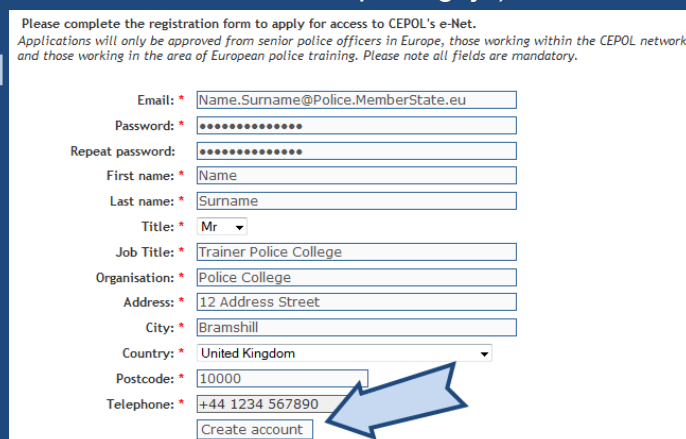 Please complete the registration form to apply for access to CEPOL's e-Net.
Applications will only be approved from senior police officers in Europe, those working within the CEPOL network
and those working in the area of European police training. Please note all fields are mandatory.
Email: * Name.Surname@Police.MemberState.eu
Password: * ••••••••••••••
Repeat password: ••••••••••••••
First name: * Name
Last name: * Surname
Title: * Mr
Job Title: * Trainer Police College
Organisation: * Police College
Address: * 12 Address Street
City: * Bramshill
Country: * United Kingdom
Postcode: * 10000
Telephone: * +44 1234 567890
Create account